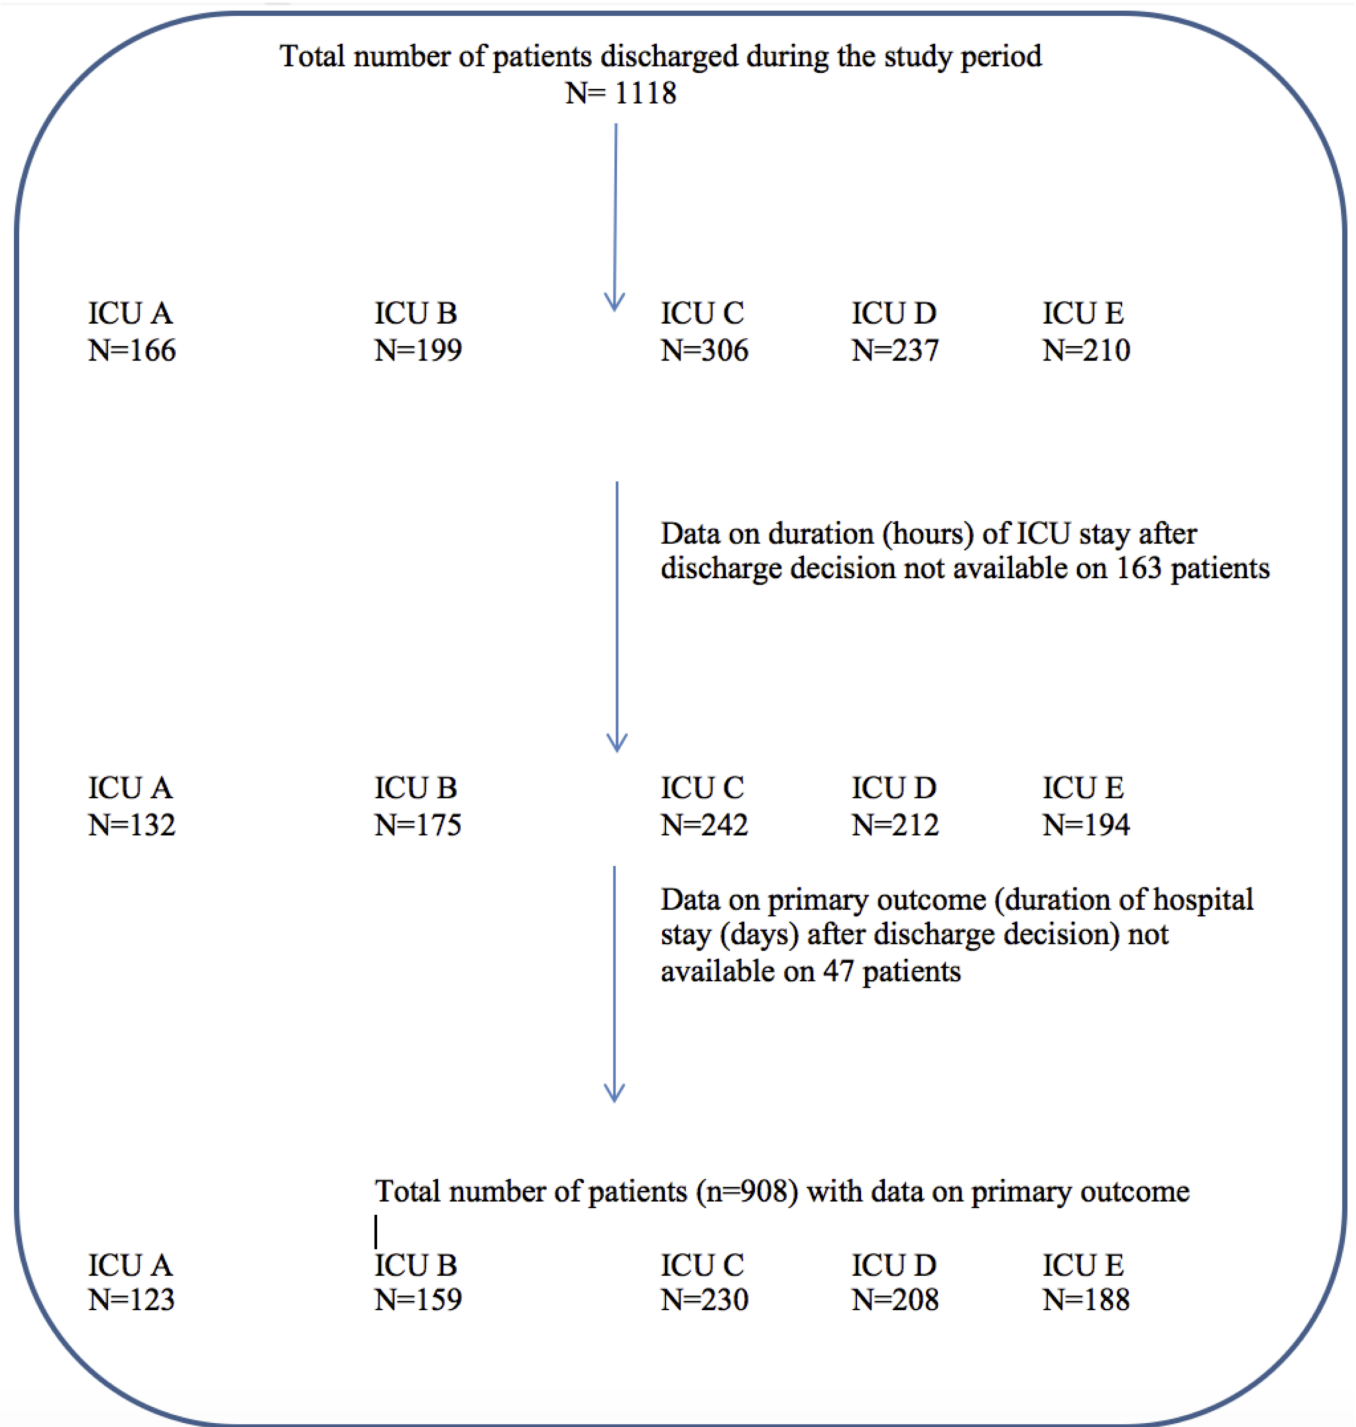 Total number of patients discharged during the study period
N= 1118
ICU A ICU B ICU C ICU D ICU E
N=166 N=199 N=306 N=237 N=210
Data on duration (hours) of ICU stay after
discharge decision not available on 163 patients
ICU A ICU B ICU C ICU D ICU E
N=132 N=175 N=242 N=212 N=194
Data on primary outcome (duration of hospital
stay (days) after discharge decision) not
available on 47 patients
Total number of patients (n=908) with data on primary outcome
ICU A ICU B ICU C ICU D ICU E
N=123 N=159 N=230 N=208 N=188